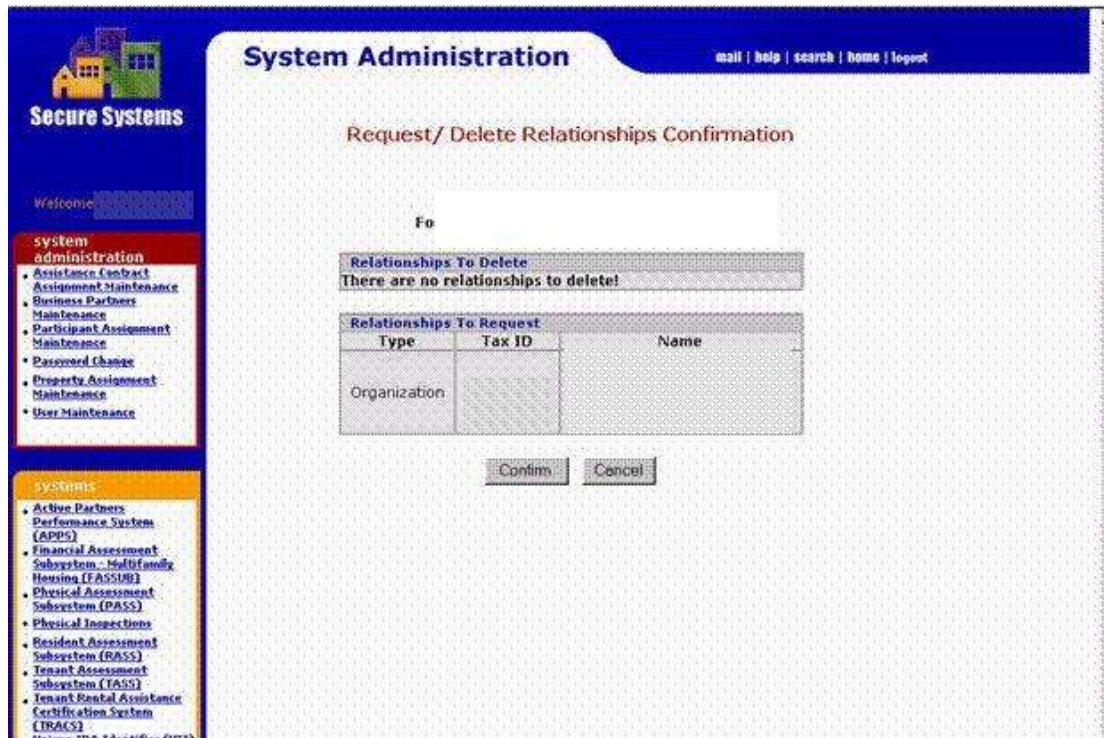 Secure Systems
System Administration
mail | help | search | home | logout
Request/ Delete Relationships Confirmation
Welcome
Fo
system
administration
Assistance Contract
Assignment Maintenance
Business Partners
Maintenance
Participant Assignment
Maintenance
Password Change
Property Assignment
Maintenance
User Maintenance
Relationships To Delete
There are no relationships to delete!
Relationships To Request
Type Tax ID Name
Organization
Confirm Cancel
systems
Active Partners
Performance System
(APPS)
Financial Assessment
Subsystem - Multifamily
Housing (FASSUB)
Physical Assessment
Subsystem (PASS)
Physical Inspections
Resident Assessment
Subsystem (RASS)
Tenant Assessment
Subsystem (TASS)
Tenant Rental Assistance
Certification System
(TRACS)